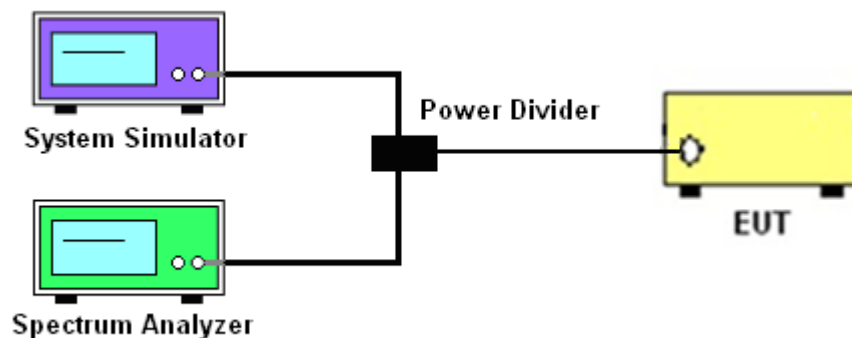 System Simulator
Power Divider
EUT
Spectrum Analyzer